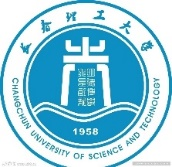 长春理工大学
1958
CHANGCHUN UNIVERSITY OF SCIENCE AND TECHNOLOGY